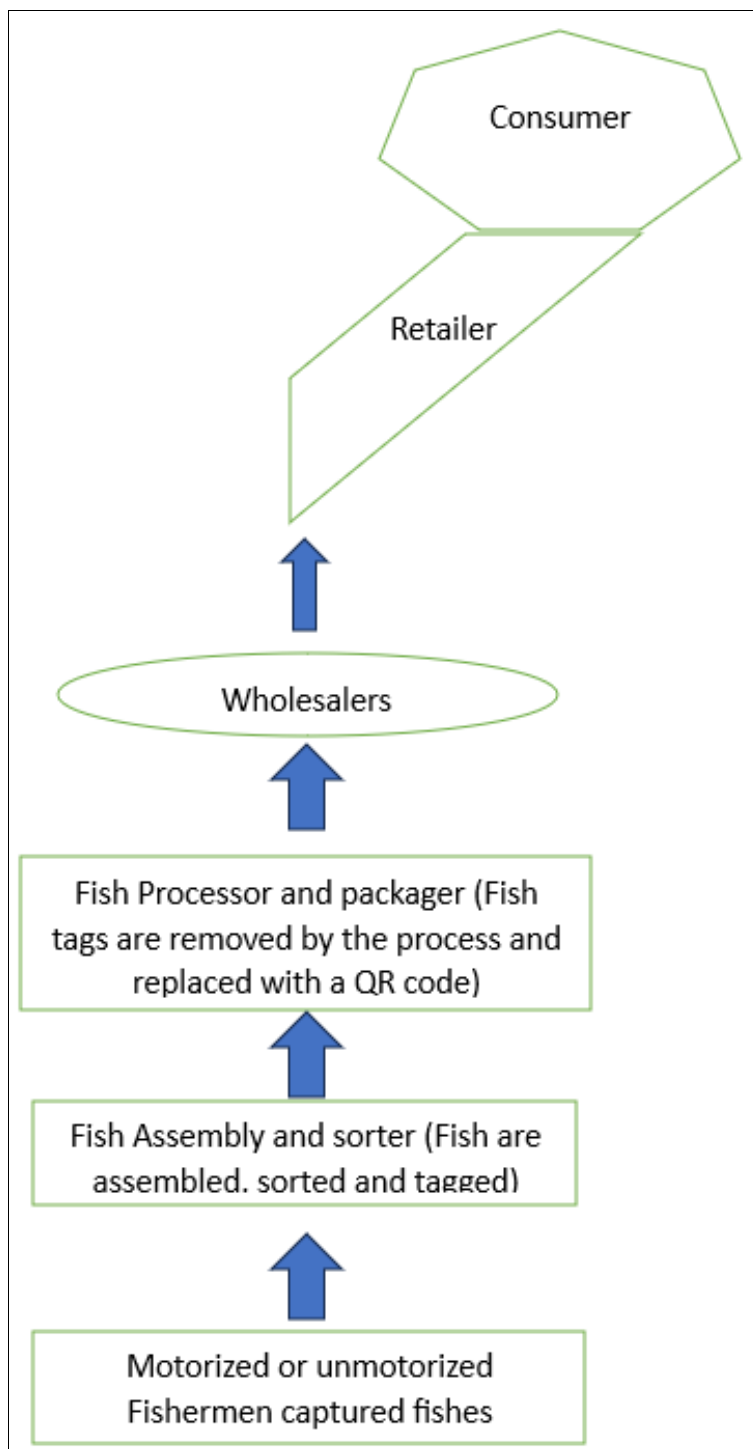 Consumer
Retailer
Wholesalers
Fish Processor and packager (Fish
tags are removed by the process and
replaced with a QR code)
Fish Assembly and sorter (Fish are
assembled, sorted and tagged)
Motorized or unmotorized
Fishermen captured fishes